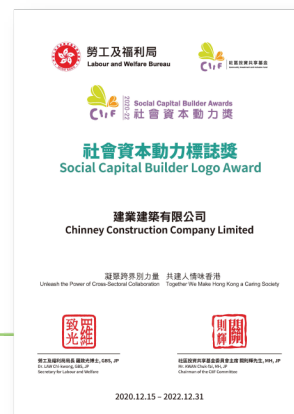 勞工及福利局
Labour and Welfare Bureau
CIIF
社區投資共享基金
CIIF
2020-22
Social Capital Builder Awards
社會資本動力獎
社會資本動力標誌獎
Social Capital Builder Logo Award
建業建築有限公司
Chinney Construction Company Limited
凝聚跨界別力量 共建人情味香港
Unleash the Power of Cross-Sectoral Collaboration Together We Make Hong Kong a Caring Society
勞工及福利局局長 羅致光博士, GBS, JP
Dr. LAW Chi-kwong, GBS, JP
Secretary for Labour and Welfare
社區投資共享基金委員會主席 關則輝先生, MH, JP
Mr. KWAN Chuk-fai, MH, JP
Chairman of the CIIF Committee
2020.12.15 – 2022.12.31